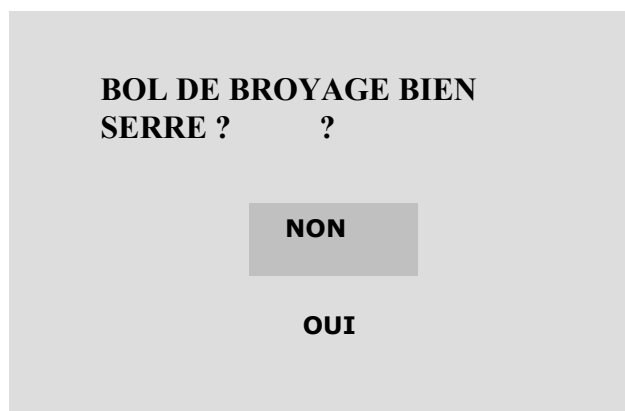 BOL DE BROYAGE BIEN
SERRE ? ?
NON
OUI